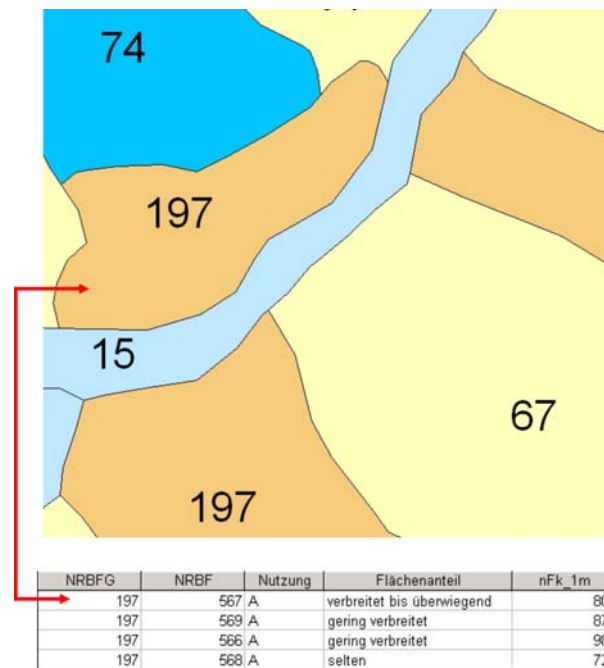 74
197
15
67
197
NRBFG NRBF Nutzung Flächenanteil nFk_1m
197 567 A verbreitet bis überwiegend
197 569 A gering verbreitet
197 566 A gering verbreitet
197 568 A selten